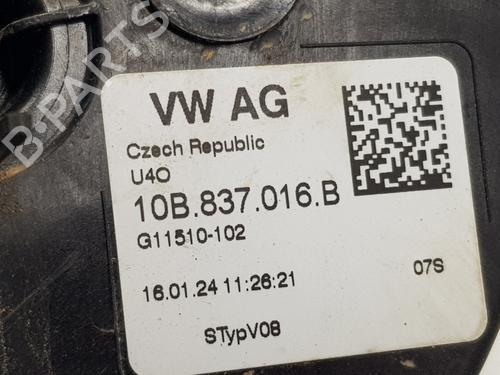 B-PARTS
VW AG
Czech Republic
U4O
10B.837.016.B
G11510-102
16.01.24 11:26:21 07S
STypV08